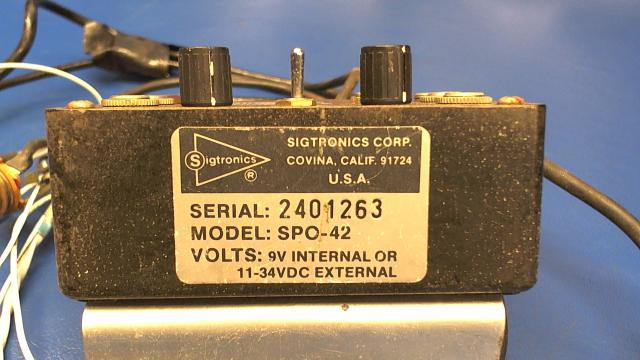 Sigtronics
®
SIGTRONICS CORP.
COVINA, CALIF. 91724
U.S.A.
SERIAL: 2401263
MODEL: SPO-42
VOLTS: 9V INTERNAL OR
11-34VDC EXTERNAL